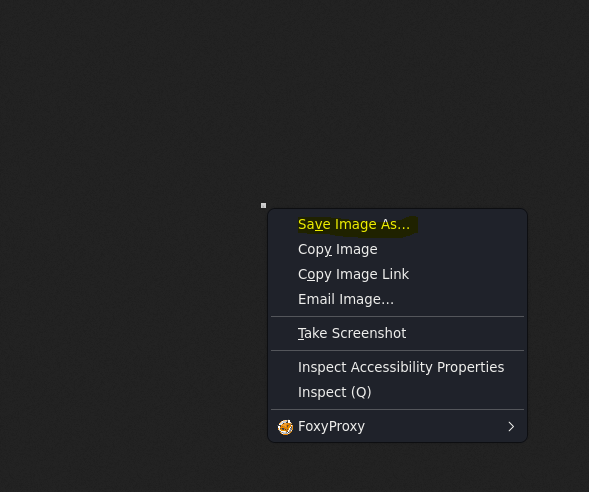 Save Image As…
Copy Image
Copy Image Link
Email Image…
Take Screenshot
Inspect Accessibility Properties
Inspect (Q)
FoxyProxy